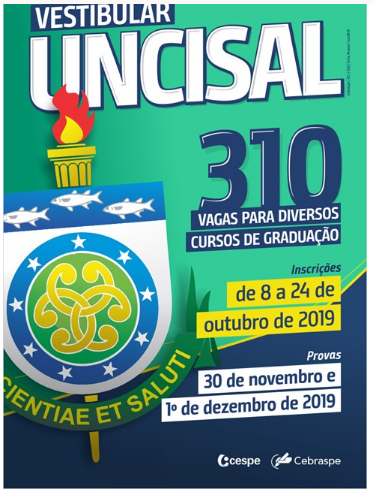 VESTIBULAR
UNCISAL
310
VAGAS PARA DIVERSOS
CURSOS DE GRADUAÇÃO
Inscrições
de 8 a 24 de
outubro de 2019
Provas
30 de novembro e
1º de dezembro de 2019
CIENTIAE ET SALUTI
cespe
Cebraspe